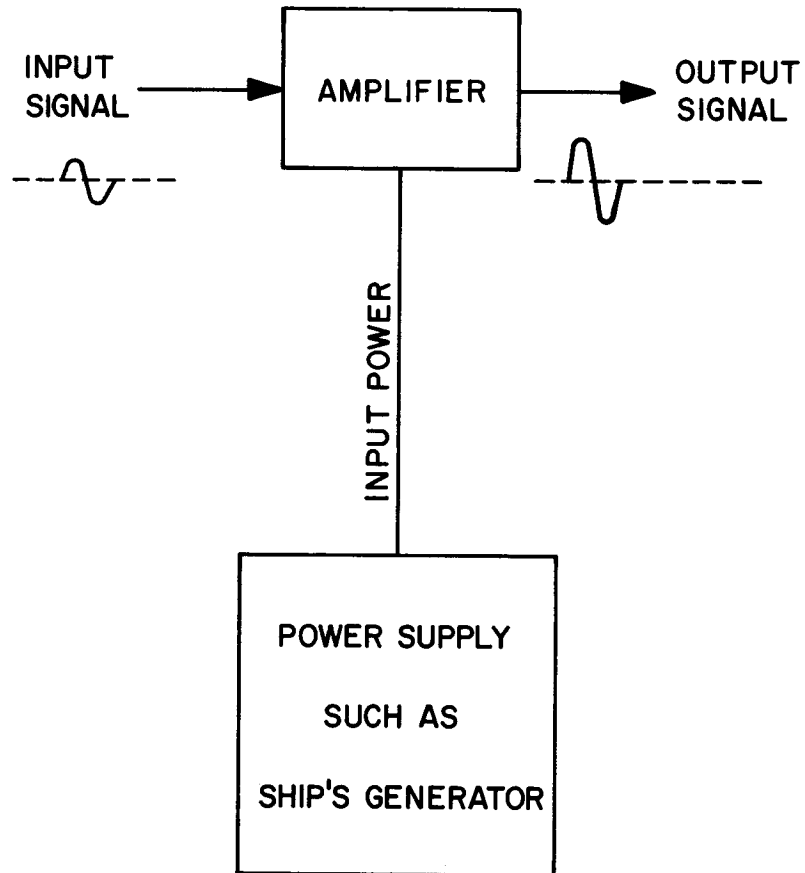 INPUT
SIGNAL
AMPLIFIER
OUTPUT
SIGNAL
INPUT POWER
POWER SUPPLY
SUCH AS
SHIP'S GENERATOR